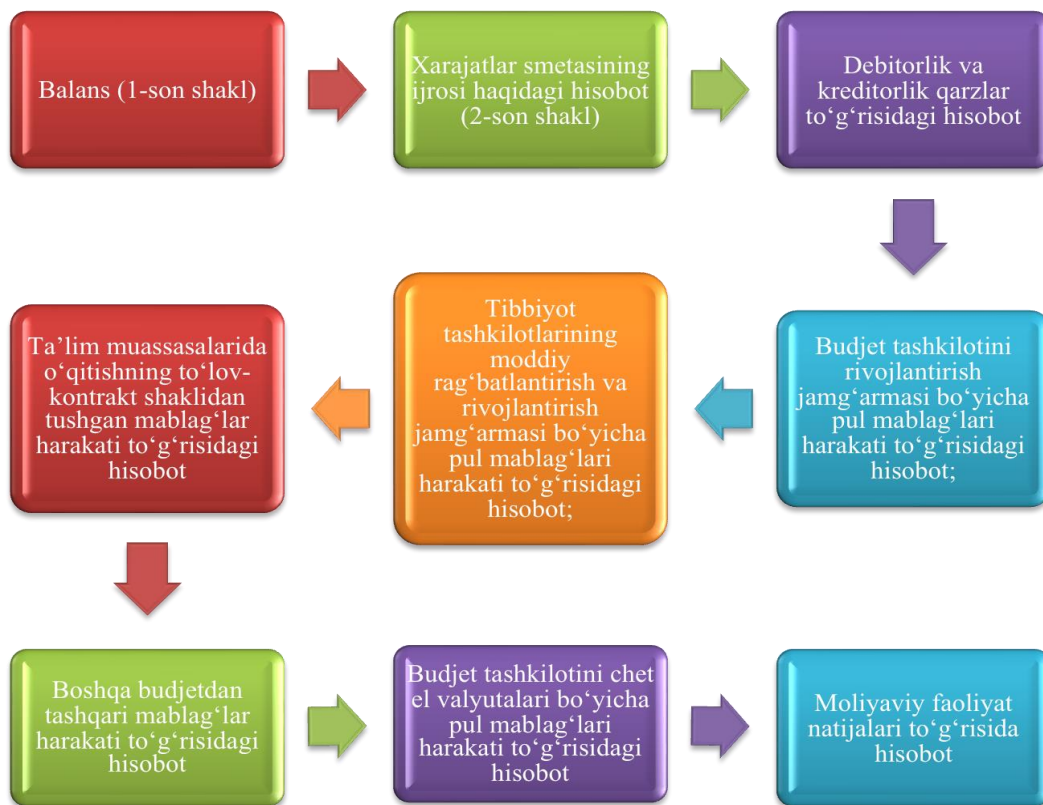 Balans (1-son shakl)
Xarajatlar smetasining
ijrosi haqidagi hisobot
(2-son shakl)
Debitorlik va
kreditorlik qarzlar
to‘g‘risidagi hisobot
Budjet tashkilotini
rivojlantirish
jamg‘armasi bo‘yicha
pul mablag‘lari
harakati to‘g‘risidagi
hisobot;
Tibbiyot
tashkilotlarining
moddiy
rag‘batlantirish va
rivojlantirish
jamg‘armasi bo‘yicha
pul mablag‘lari
harakati to‘g‘risidagi
hisobot;
Ta’lim muassasalarida
o‘qitishning to‘lov-
kontrakt shaklidan
tushgan mablag‘lar
harakati to‘g‘risidagi
hisobot
Boshqa budjetdan
tashqari mablag‘lar
harakati to‘g‘risidagi
hisobot
Budjet tashkilotini chet
el valyutalari bo‘yicha
pul mablag‘lari
harakati to‘g‘risidagi
hisobot
Moliyaviy faoliyat
natijalari to‘g‘risida
hisobot